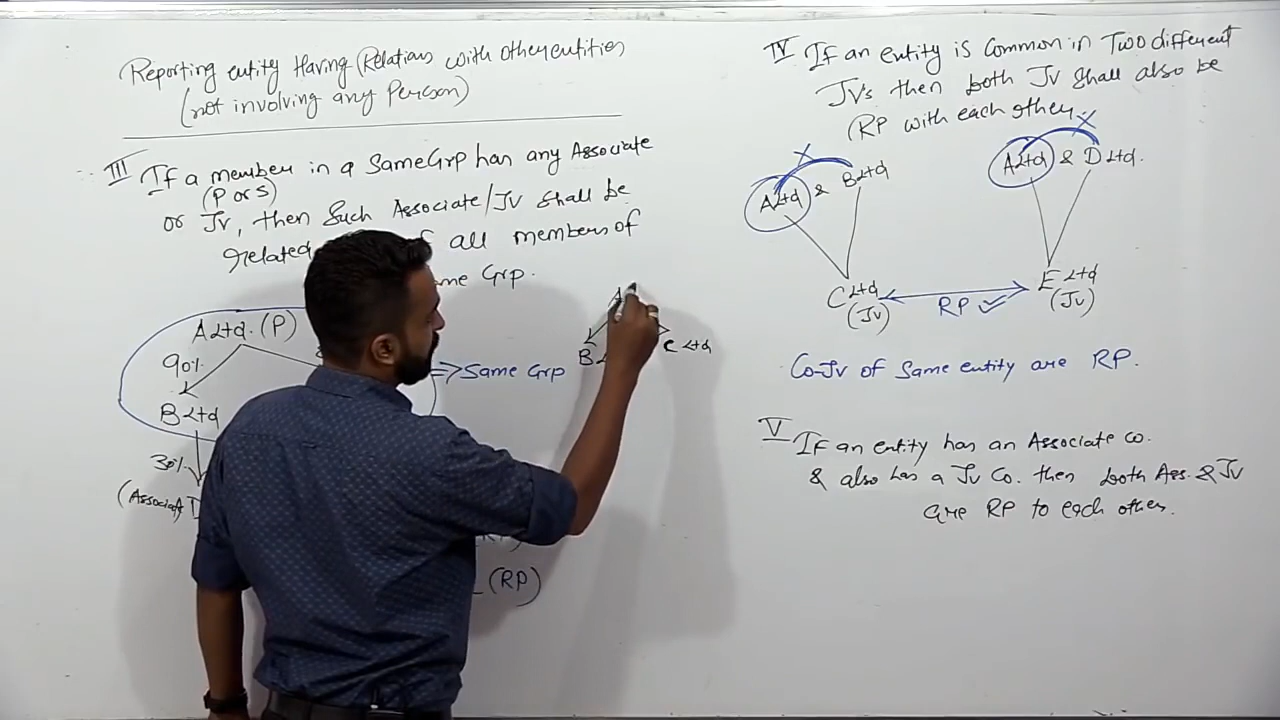 Reporting entity Having Relations with other entities
(not involving any Person)
III If a member in a Same Grp has any Associate
(P or S)
or JV, then Such Associate/JV shall be
related of all members of
Same Grp.
A Ltd. (P)
90%
B Ltd
30%
(Associat) D
=> Same Grp
B
C Ltd
(RP)
IV If an entity is Common in Two different
JVs then both JV shall also be
RP with each other.
A Ltd & B Ltd
A Ltd & D Ltd.
C Ltd
(JV)
RP ✓
E Ltd
(JV)
Co-JV of Same entity are RP.
V If an entity has an Associate Co.
& also has a JV Co. then both Ass. & JV
are RP to each other.